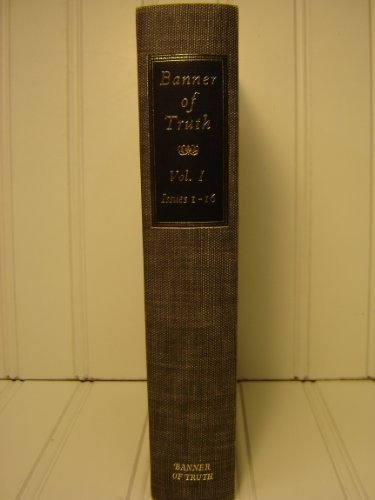 Banner
of
Truth
Vol. I
Issues 1-16
BANNER
OF TRUTH